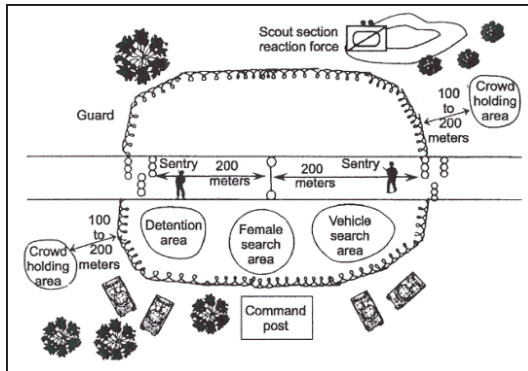 Scout section
reaction force
Crowd
holding
area
100
to
200
meters
Guard
Sentry
200
meters
200
meters
Sentry
100
to
200
meters
Crowd
holding
area
Detention
area
Female
search
area
Vehicle
search
area
Command
post